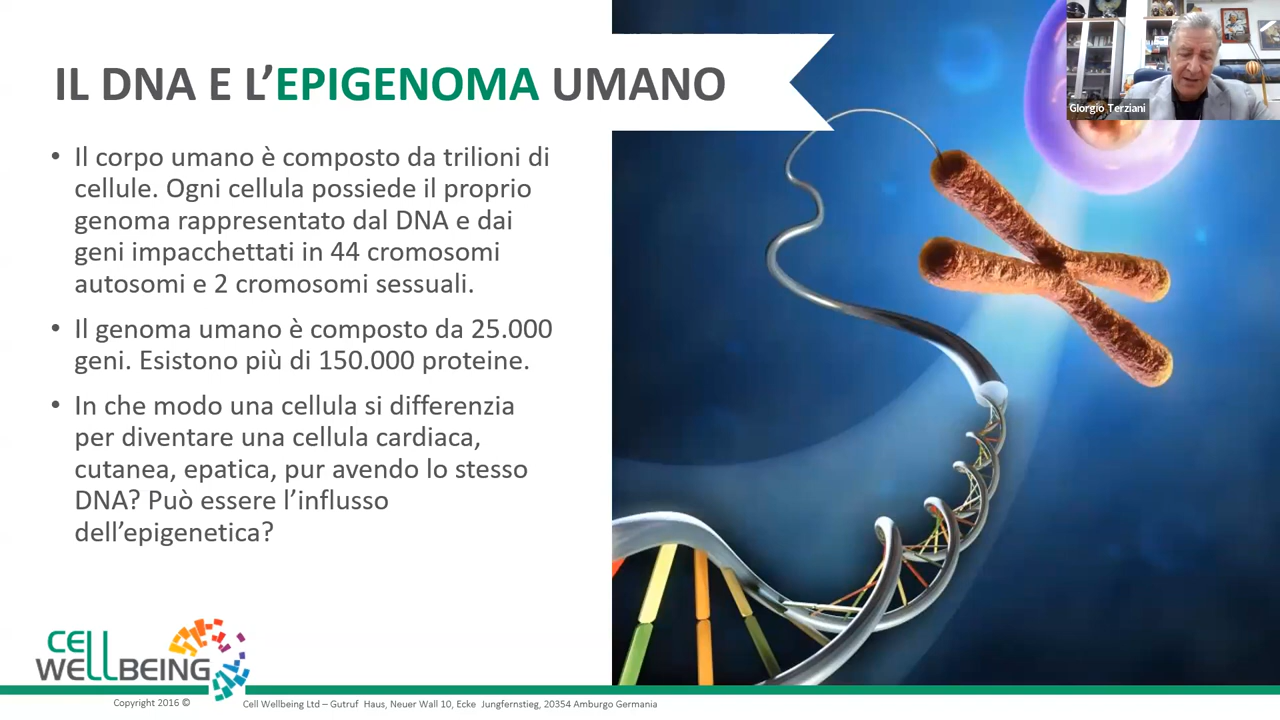 IL DNA E L’EPIGENOMA UMANO
Giorgio Terziani
• Il corpo umano è composto da trilioni di
cellule. Ogni cellula possiede il proprio
genoma rappresentato dal DNA e dai
geni impacchettati in 44 cromosomi
autosomi e 2 cromosomi sessuali.
• Il genoma umano è composto da 25.000
geni. Esistono più di 150.000 proteine.
• In che modo una cellula si differenzia
per diventare una cellula cardiaca,
cutanea, epatica, pur avendo lo stesso
DNA? Può essere l’influsso
dell’epigenetica?
CELL
WELLBEING
Copyright 2016 ©
Cell Wellbeing Ltd – Gutruf Haus, Neuer Wall 10, Ecke Jungfernstieg, 20354 Amburgo Germania